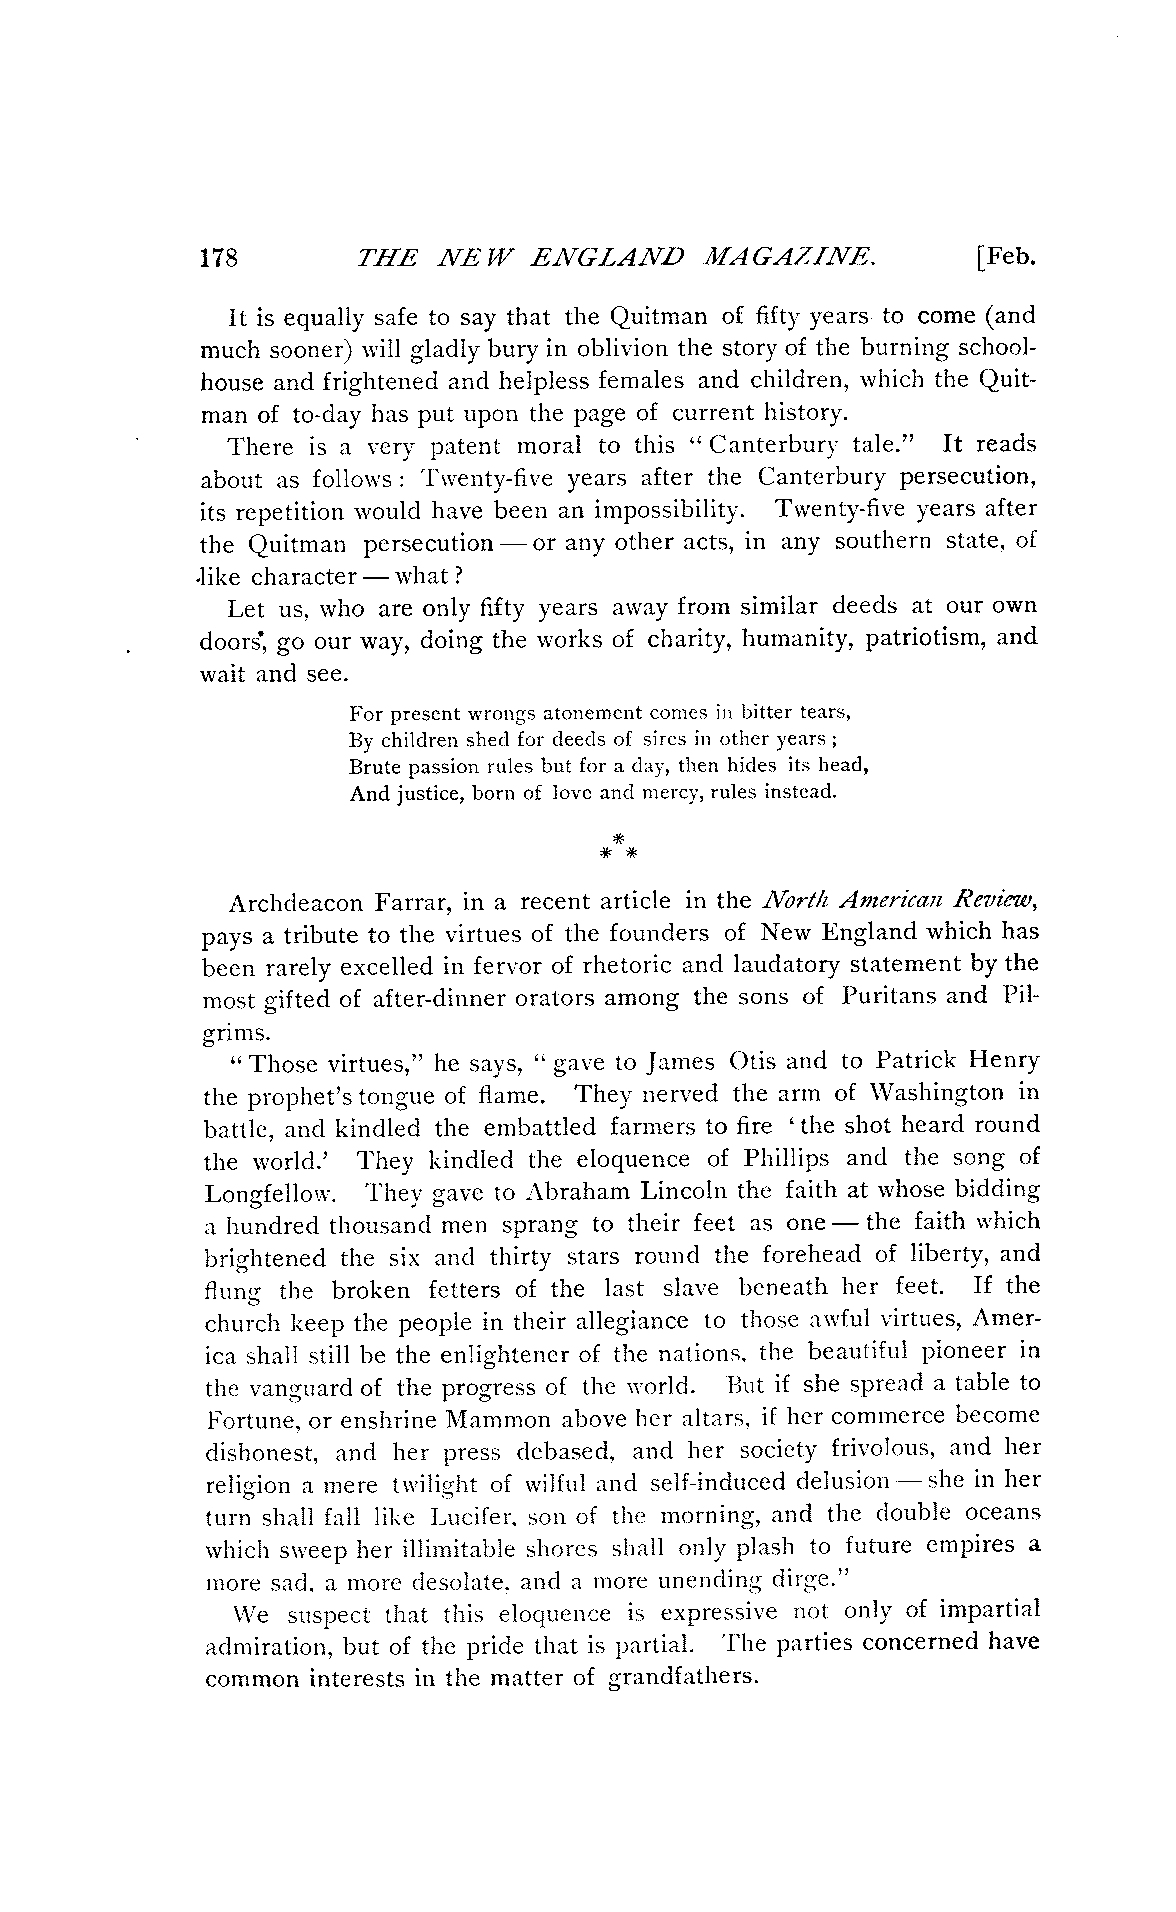 178 THE NEW ENGLAND MAGAZINE. [Feb.
It is equally safe to say that the Quitman of fifty years to come (and
much sooner) will gladly bury in oblivion the story of the burning school-
house and frightened and helpless females and children, which the Quit-
man of to-day has put upon the page of current history.
There is a very patent moral to this “Canterbury tale.” It reads
about as follows: Twenty-five years after the Canterbury persecution,
its repetition would have been an impossibility. Twenty-five years after
the Quitman persecution — or any other acts, in any southern state, of
like character — what?
Let us, who are only fifty years away from similar deeds at our own
doors, go our way, doing the works of charity, humanity, patriotism, and
wait and see.
For present wrongs atonement comes in bitter tears,
By children shed for deeds of sires in other years;
Brute passion rules but for a day, then hides its head,
And justice, born of love and mercy, rules instead.
*
* *
Archdeacon Farrar, in a recent article in the North American Review,
pays a tribute to the virtues of the founders of New England which has
been rarely excelled in fervor of rhetoric and laudatory statement by the
most gifted of after-dinner orators among the sons of Puritans and Pil-
grims.
“Those virtues,” he says, “gave to James Otis and to Patrick Henry
the prophet's tongue of flame. They nerved the arm of Washington in
battle, and kindled the embattled farmers to fire ‘the shot heard round
the world.’ They kindled the eloquence of Phillips and the song of
Longfellow. They gave to Abraham Lincoln the faith at whose bidding
a hundred thousand men sprang to their feet as one — the faith which
brightened the six and thirty stars round the forehead of liberty, and
flung the broken fetters of the last slave beneath her feet. If the
church keep the people in their allegiance to those awful virtues, Amer-
ica shall still be the enlightener of the nations, the beautiful pioneer in
the vanguard of the progress of the world. But if she spread a table to
Fortune, or enshrine Mammon above her altars, if her commerce become
dishonest, and her press debased, and her society frivolous, and her
religion a mere twilight of wilful and self-induced delusion — she in her
turn shall fall like Lucifer, son of the morning, and the double oceans
which sweep her illimitable shores shall only plash to future empires a
more sad, a more desolate, and a more unending dirge.”
We suspect that this eloquence is expressive not only of impartial
admiration, but of the pride that is partial. The parties concerned have
common interests in the matter of grandfathers.